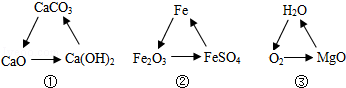 CaCO₃ Fe H₂O
CaO Ca(OH)₂ Fe₂O₃ FeSO₄ O₂ MgO
① ② ③